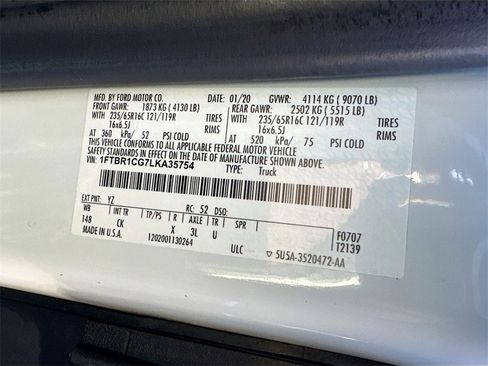 MFD. BY FORD MOTOR CO. 01/20 GVWR: 4114 KG ( 9070 LB)
FRONT GAWR: 1873 KG ( 4130 LB) REAR GAWR: 2502 KG ( 5515 LB)
235/65R16C 121/119R TIRES 235/65R16C 121/119R TIRES
16x6.5J RIMS 16x6.5J RIMS
AT 360 kPa/ 52 PSI COLD AT 520 kPa/ 75 PSI COLD
THIS VEHICLE CONFORMS TO ALL APPLICABLE FEDERAL MOTOR VEHICLE
SAFETY STANDARDS IN EFFECT ON THE DATE OF MANUFACTURE SHOWN ABOVE.
VIN: 1FTBR1CG7LKA35754
TYPE: Truck
EXT PNT: YZ RC: 52 DSO:
WB INT TR TP/PS R AXLE TR SPR F0707
148 CK X 3L U T2139
MADE IN U.S.A. 1202001130264 ULC 5U5A-3520472-AA